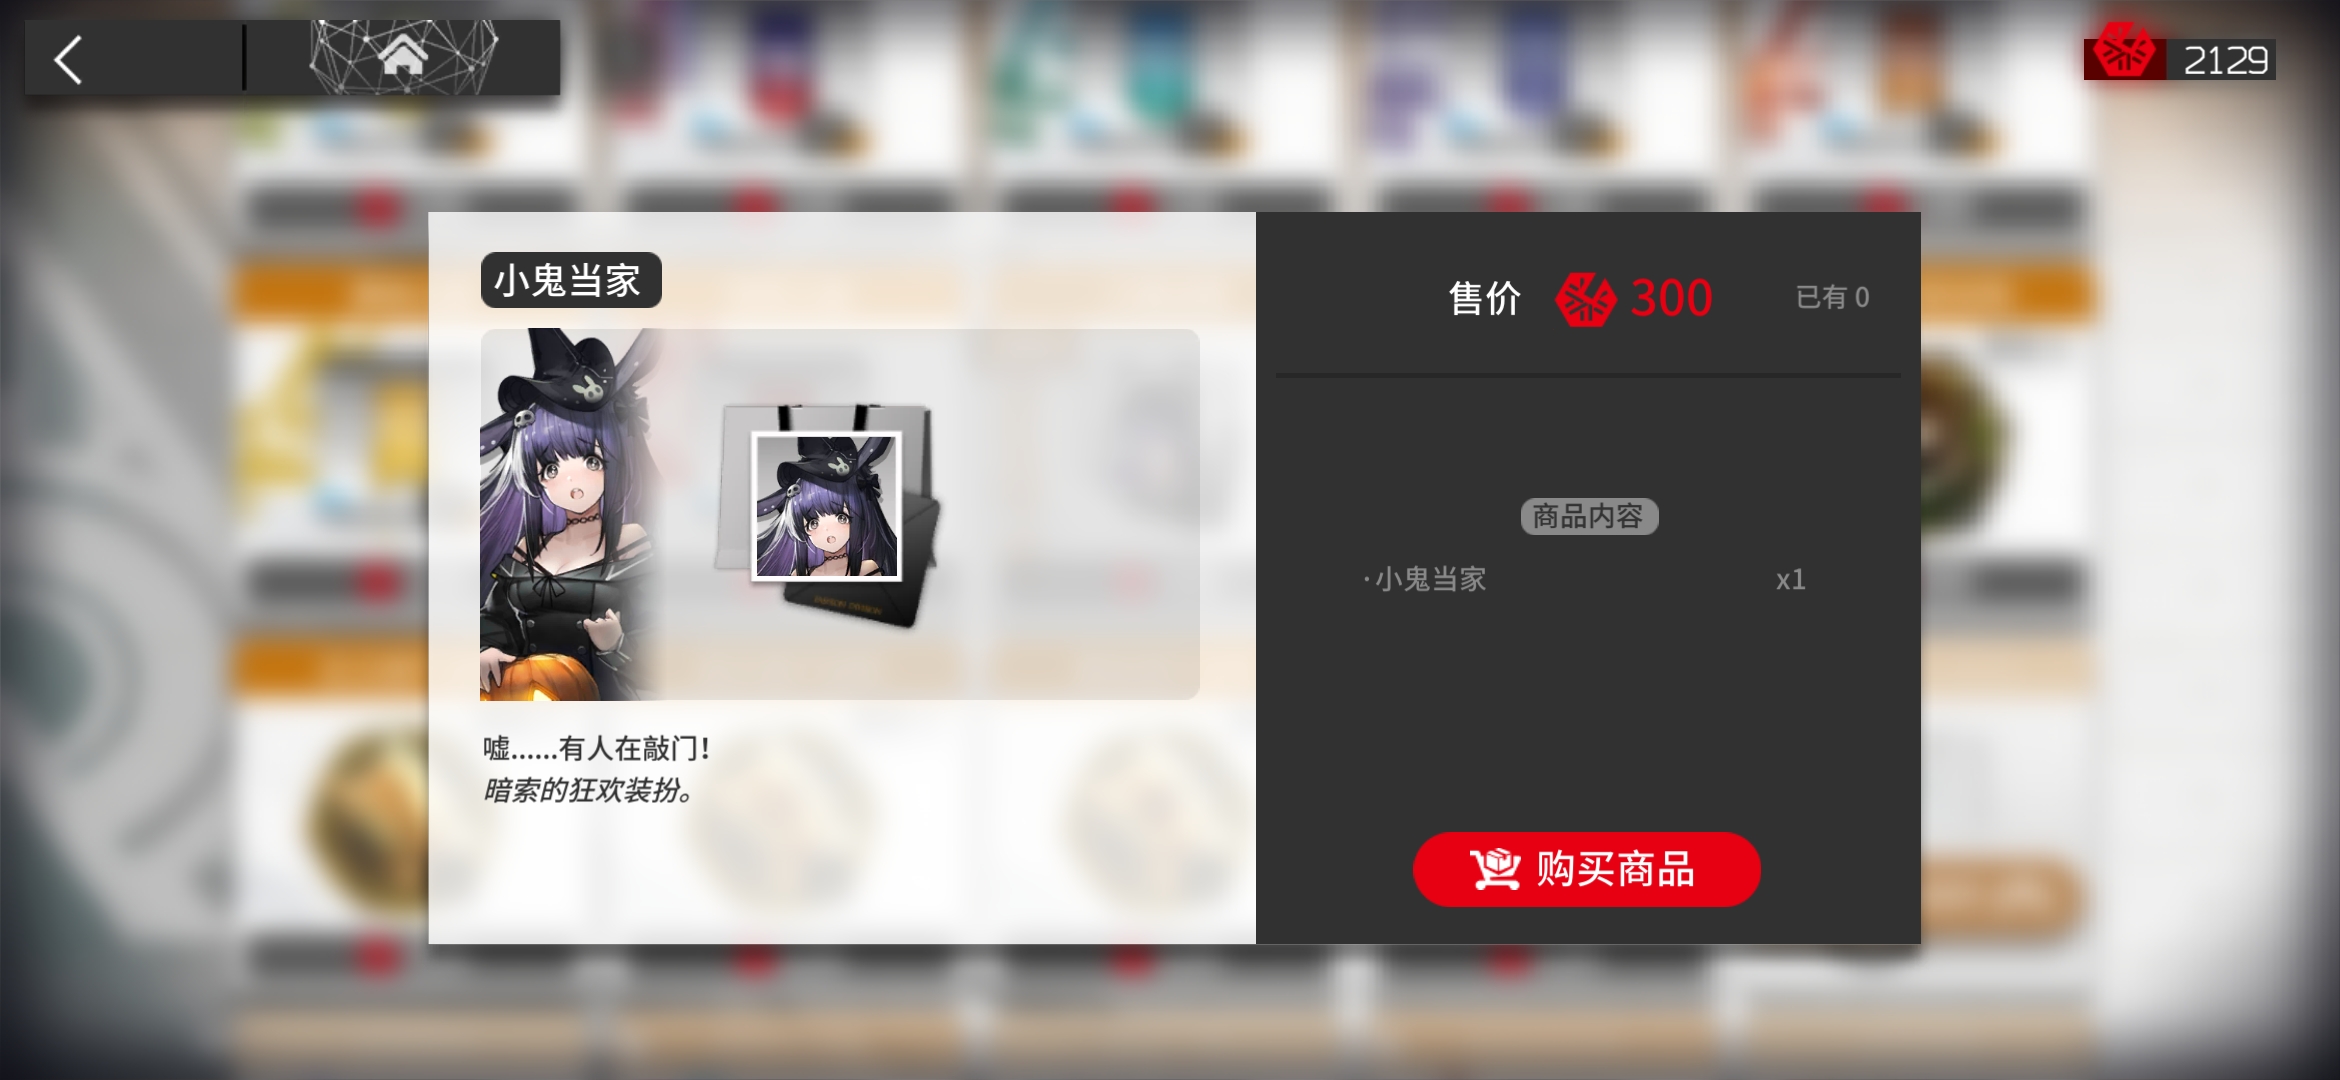 2129
小鬼当家
售价 300 已有 0
商品内容
·小鬼当家 x1
嘘......有人在敲门！
暗索的狂欢装扮。
购买商品